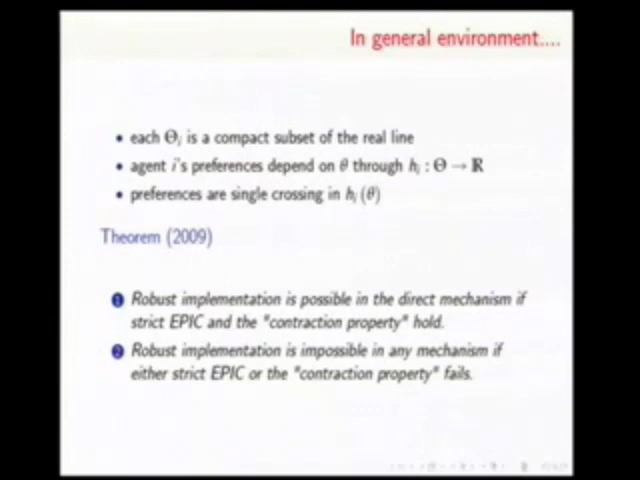 In general environment....
• each Θᵢ is a compact subset of the real line
• agent i's preferences depend on θ through hᵢ : Θ → ℝ
• preferences are single crossing in hᵢ (θ)
Theorem (2009)
1 Robust implementation is possible in the direct mechanism if
strict EPIC and the "contraction property" hold.
2 Robust implementation is impossible in any mechanism if
either strict EPIC or the "contraction property" fails.